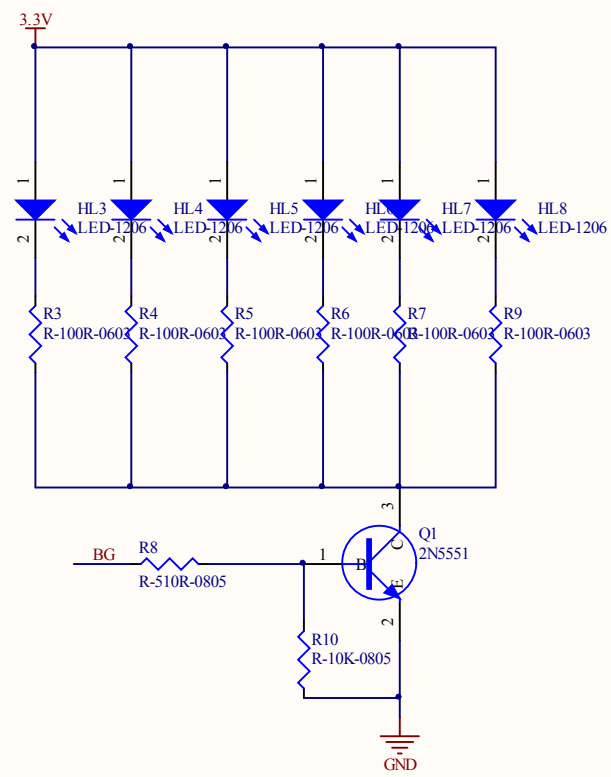 3.3V
1 1 1 1 1 1
HL3 HL4 HL5 HL6 HL7 HL8
LED-1206 LED-1206 LED-1206 LED-1206 LED-1206 LED-1206
2 2 2 2 2 2
R3 R4 R5 R6 R7 R9
R-100R-0603 R-100R-0603 R-100R-0603 R-100R-0603 R-100R-0603 R-100R-0603
3
Q1
2N5551
C
BG
R8
R-510R-0805
1
B
E
2
R10
R-10K-0805
GND